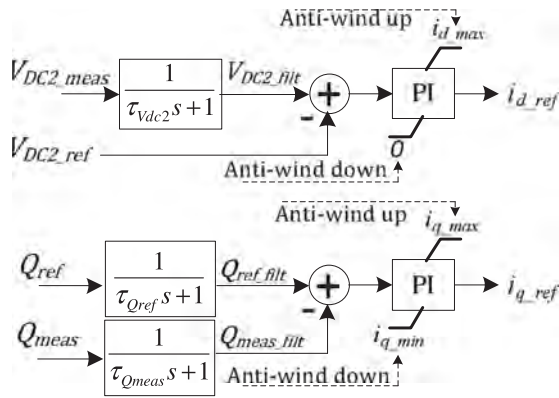 Anti-wind up
i_d_max
V_DC2_meas
1
τ_Vdc2 s+1
V_DC2_filt
+
-
PI
i_d_ref
V_DC2_ref
0
Anti-wind down
Anti-wind up
i_q_max
Q_ref
1
τ_Qref s+1
Q_ref_filt
+
-
PI
i_q_ref
Q_meas
1
τ_Qmeas s+1
Q_meas_filt
i_q_min
Anti-wind down